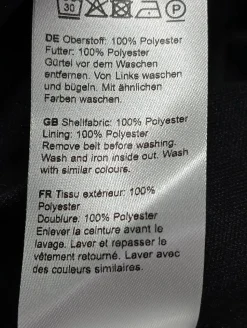 30
P
DE Oberstoff: 100% Polyester
Futter: 100% Polyester
Gürtel vor dem Waschen
entfernen. Von Links waschen
und bügeln. Mit ähnlichen
Farben waschen.
GB Shellfabric: 100% Polyester
Lining: 100% Polyester
Remove belt before washing.
Wash and iron inside out. Wash
with similar colours.
FR Tissu extérieur: 100%
Polyester
Doublure: 100% Polyester
Enlever la ceinture avant le
lavage. Laver et repasser le
vêtement retourné. Laver avec
des couleurs similaires.